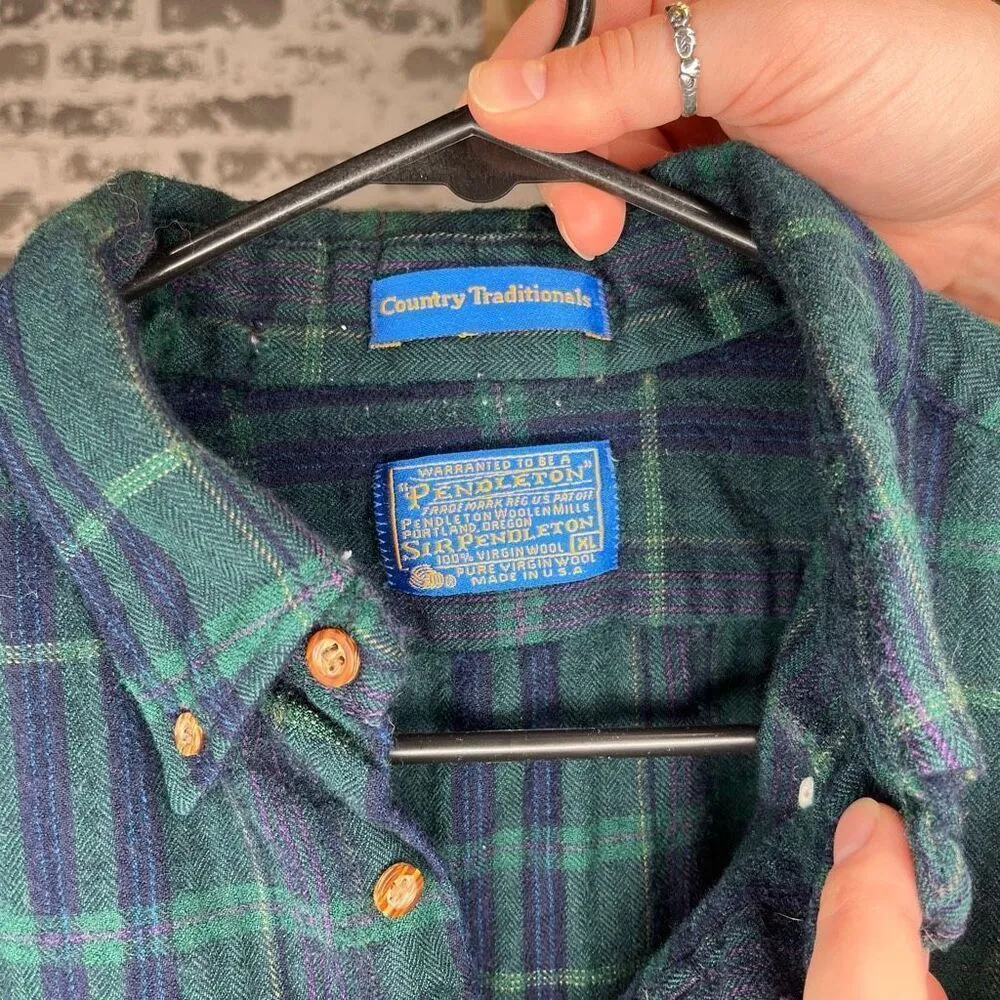 Country Traditionals
WARRANTED TO BE A
"PENDLETON"
TRADEMARK REG. U.S. PAT. OFF.
PENDLETON WOOLEN MILLS
PORTLAND, OREGON
SIR PENDLETON
100% VIRGIN WOOL XL
PURE VIRGIN WOOL
MADE IN U.S.A.